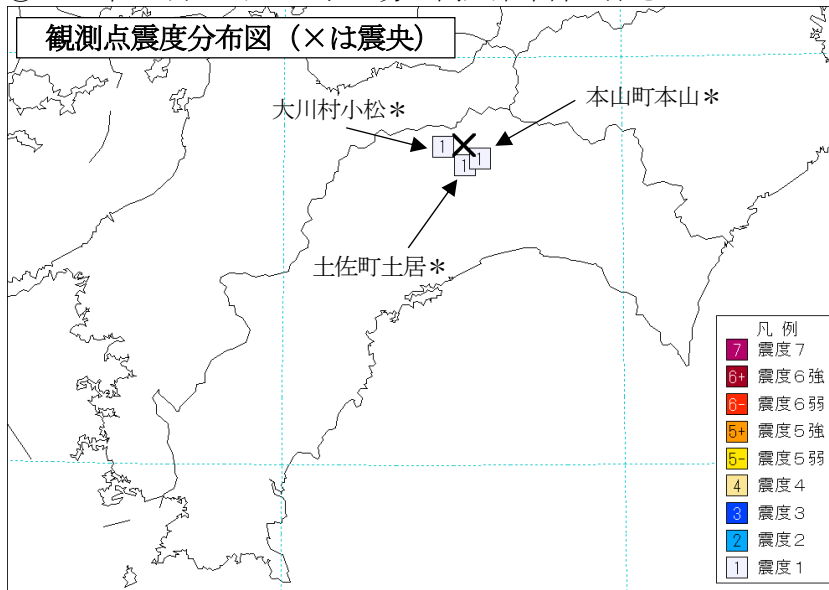 観測点震度分布図（×は震央）
大川村小松＊
本山町本山＊
1
1
1
土佐町土居＊
凡 例
7 震度７
6+ 震度６強
6- 震度６弱
5+ 震度５強
5- 震度５弱
4 震度４
3 震度３
2 震度２
1 震度１